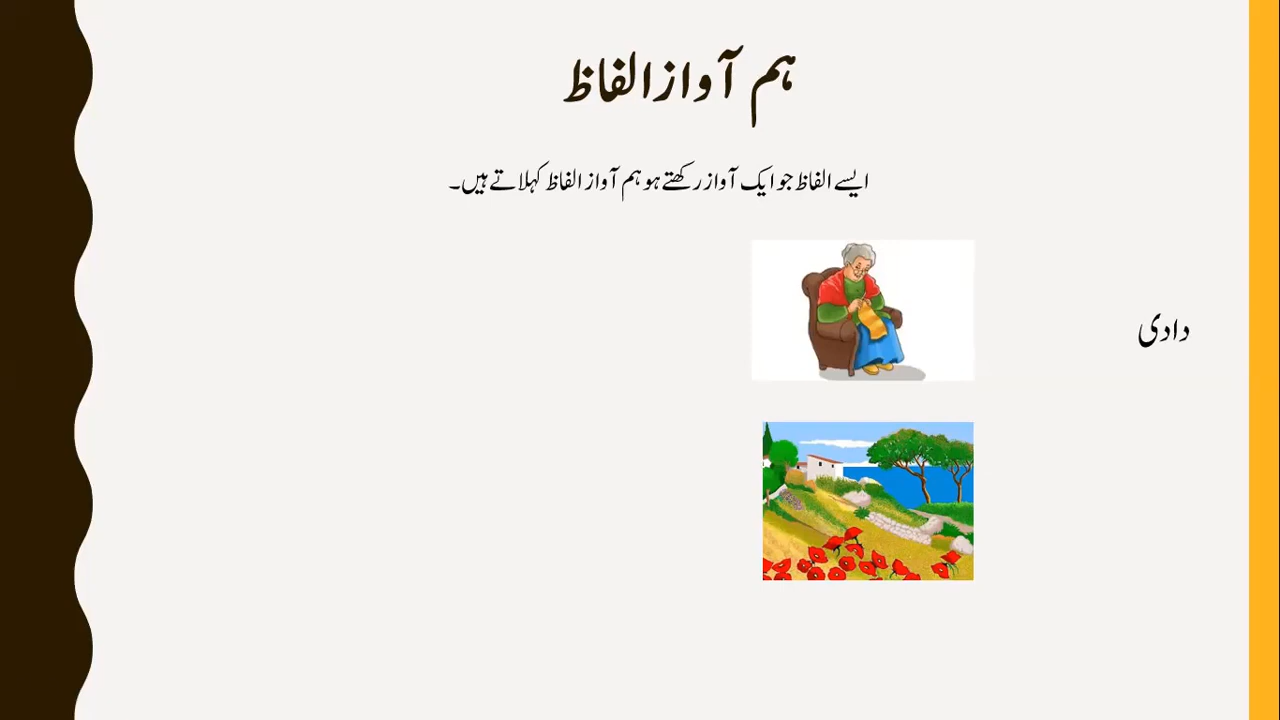 ہم آواز الفاظ
ایسے الفاظ جو ایک آواز رکھتے ہو ہم آواز الفاظ کہلاتے ہیں۔
دادی